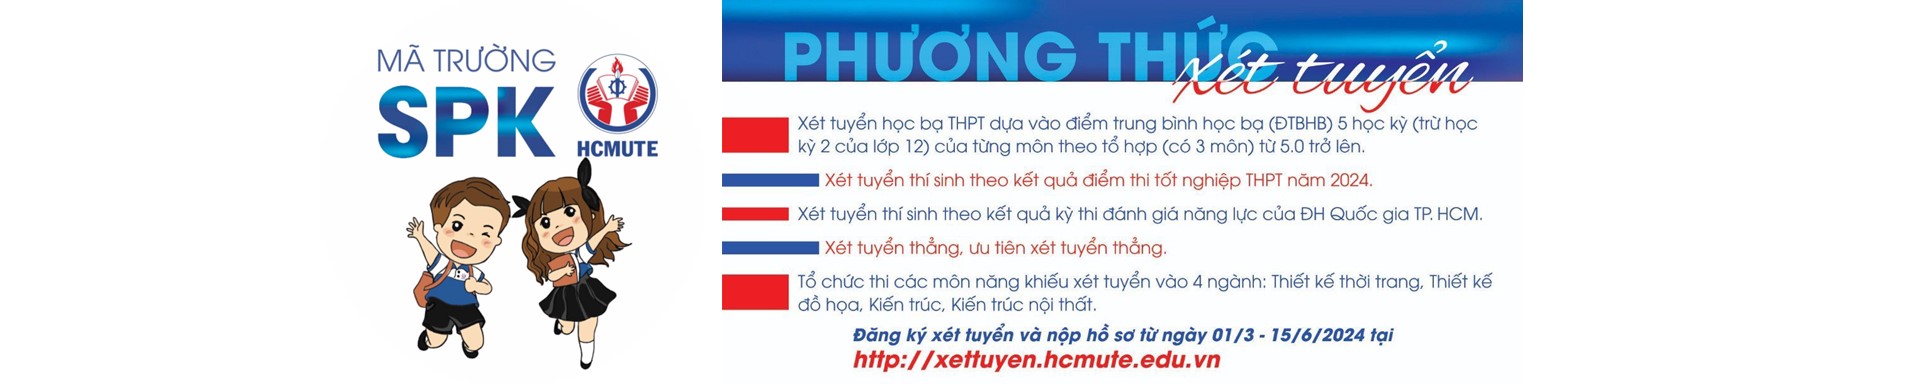 MÃ TRƯỜNG
SPK
HCMUTE
PHƯƠNG THỨC
Xét tuyển
Xét tuyển học bạ THPT dựa vào điểm trung bình học bạ (ĐTBHB) 5 học kỳ (trừ học
kỳ 2 của lớp 12) của từng môn theo tổ hợp (có 3 môn) từ 5.0 trở lên.
Xét tuyển thí sinh theo kết quả điểm thi tốt nghiệp THPT năm 2024.
Xét tuyển thí sinh theo kết quả kỳ thi đánh giá năng lực của ĐH Quốc gia TP. HCM.
Xét tuyển thẳng, ưu tiên xét tuyển thẳng.
Tổ chức thi các môn năng khiếu xét tuyển vào 4 ngành: Thiết kế thời trang, Thiết kế
đồ họa, Kiến trúc, Kiến trúc nội thất.
Đăng ký xét tuyển và nộp hồ sơ từ ngày 01/3 - 15/6/2024 tại
http://xettuyen.hcmute.edu.vn